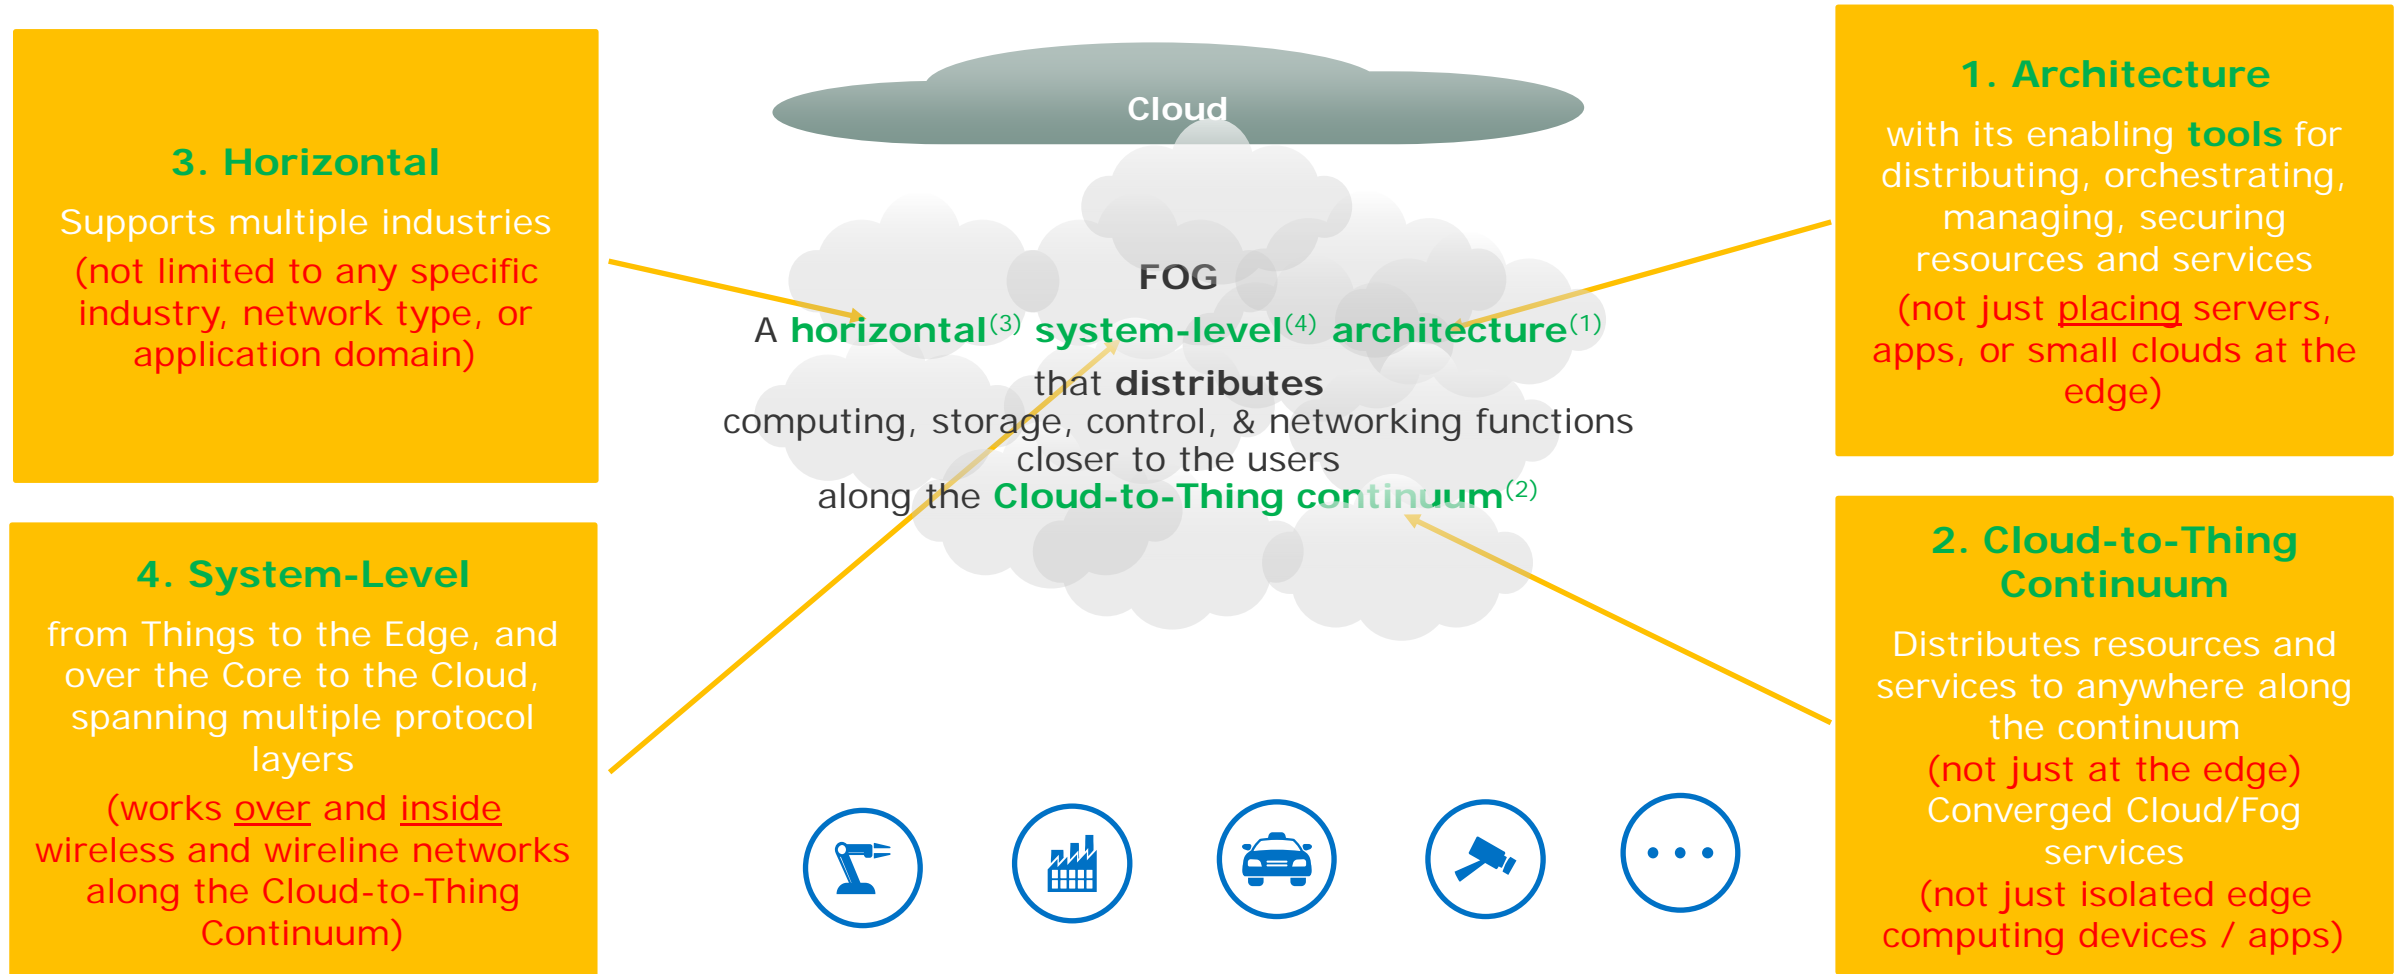 3. Horizontal
Supports multiple industries
(not limited to any specific
industry, network type, or
application domain)
4. System-Level
from Things to the Edge, and
over the Core to the Cloud,
spanning multiple protocol
layers
(works over and inside
wireless and wireline networks
along the Cloud-to-Thing
Continuum)
Cloud
FOG
A horizontal(3) system-level(4) architecture(1)
that distributes
computing, storage, control, & networking functions
closer to the users
along the Cloud-to-Thing continuum(2)
1. Architecture
with its enabling tools for
distributing, orchestrating,
managing, securing
resources and services
(not just placing servers,
apps, or small clouds at the
edge)
2. Cloud-to-Thing
Continuum
Distributes resources and
services to anywhere along
the continuum
(not just at the edge)
Converged Cloud/Fog
services
(not just isolated edge
computing devices / apps)